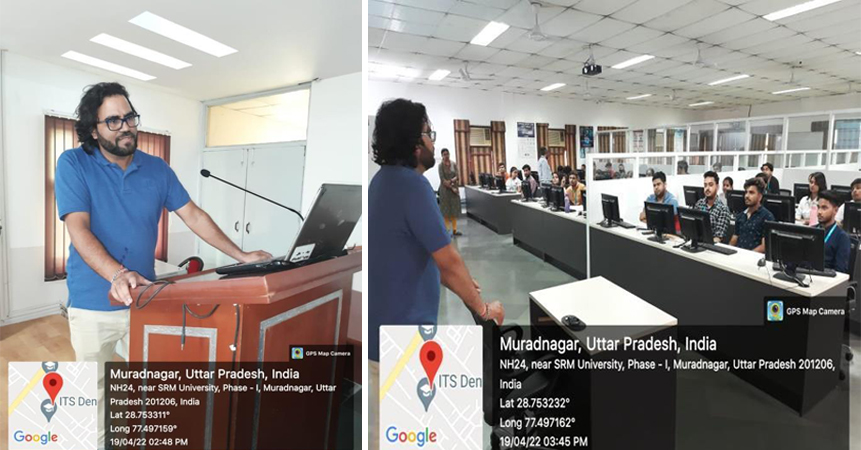 GPS Map Camera
Muradnagar, Uttar Pradesh, India
NH24, near SRM University, Phase - I, Muradnagar, Uttar
Pradesh 201206, India
Lat 28.753311°
Long 77.497159°
19/04/22 02:48 PM
ITS Den
Google
GPS Map Camera
Muradnagar, Uttar Pradesh, India
NH24, near SRM University, Phase - I, Muradnagar, Uttar Pradesh 201206,
India
Lat 28.753232°
Long 77.497162°
19/04/22 03:45 PM
ITS Den
Google